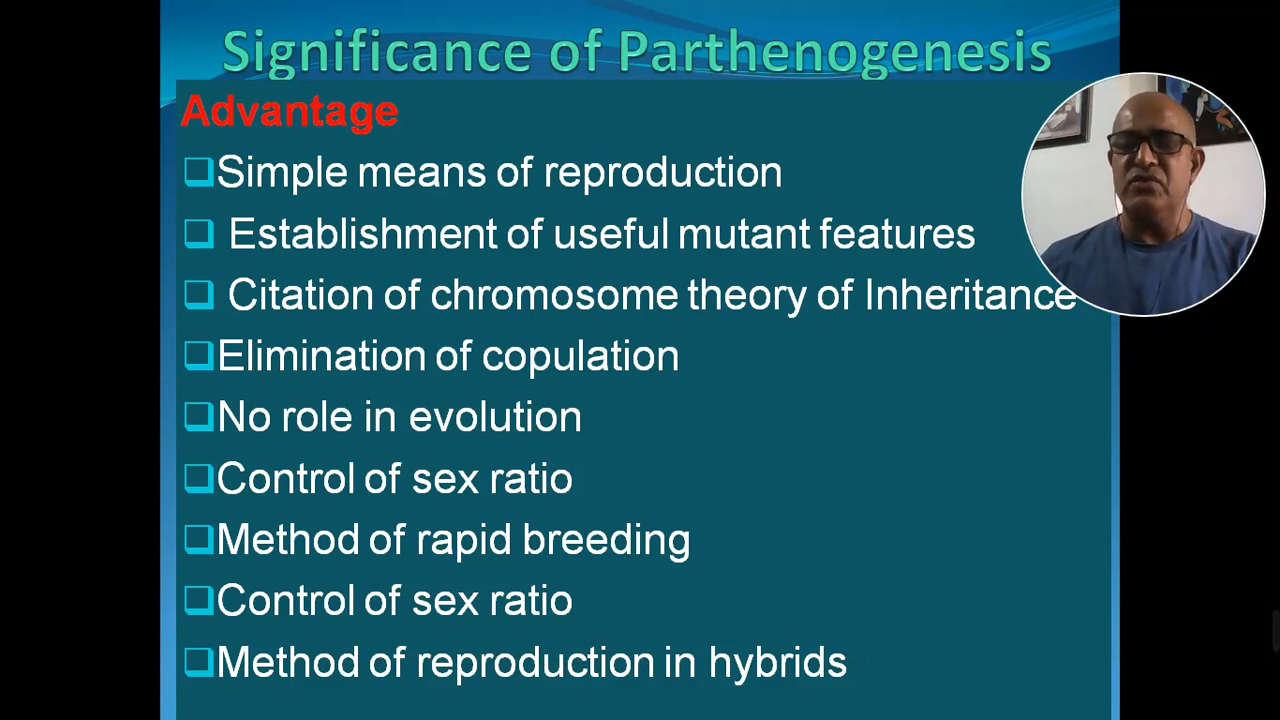 Significance of Parthenogenesis
Advantage
Simple means of reproduction
Establishment of useful mutant features
Citation of chromosome theory of Inheritance
Elimination of copulation
No role in evolution
Control of sex ratio
Method of rapid breeding
Control of sex ratio
Method of reproduction in hybrids